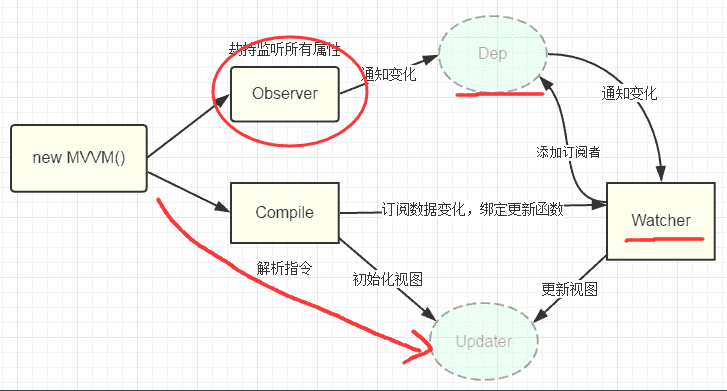 劫持监听所有属性
Dep
通知变化
Observer
通知变化
new MVVM()
添加订阅者
Compile
订阅数据变化，绑定更新函数
Watcher
解析指令
初始化视图
更新视图
Updater